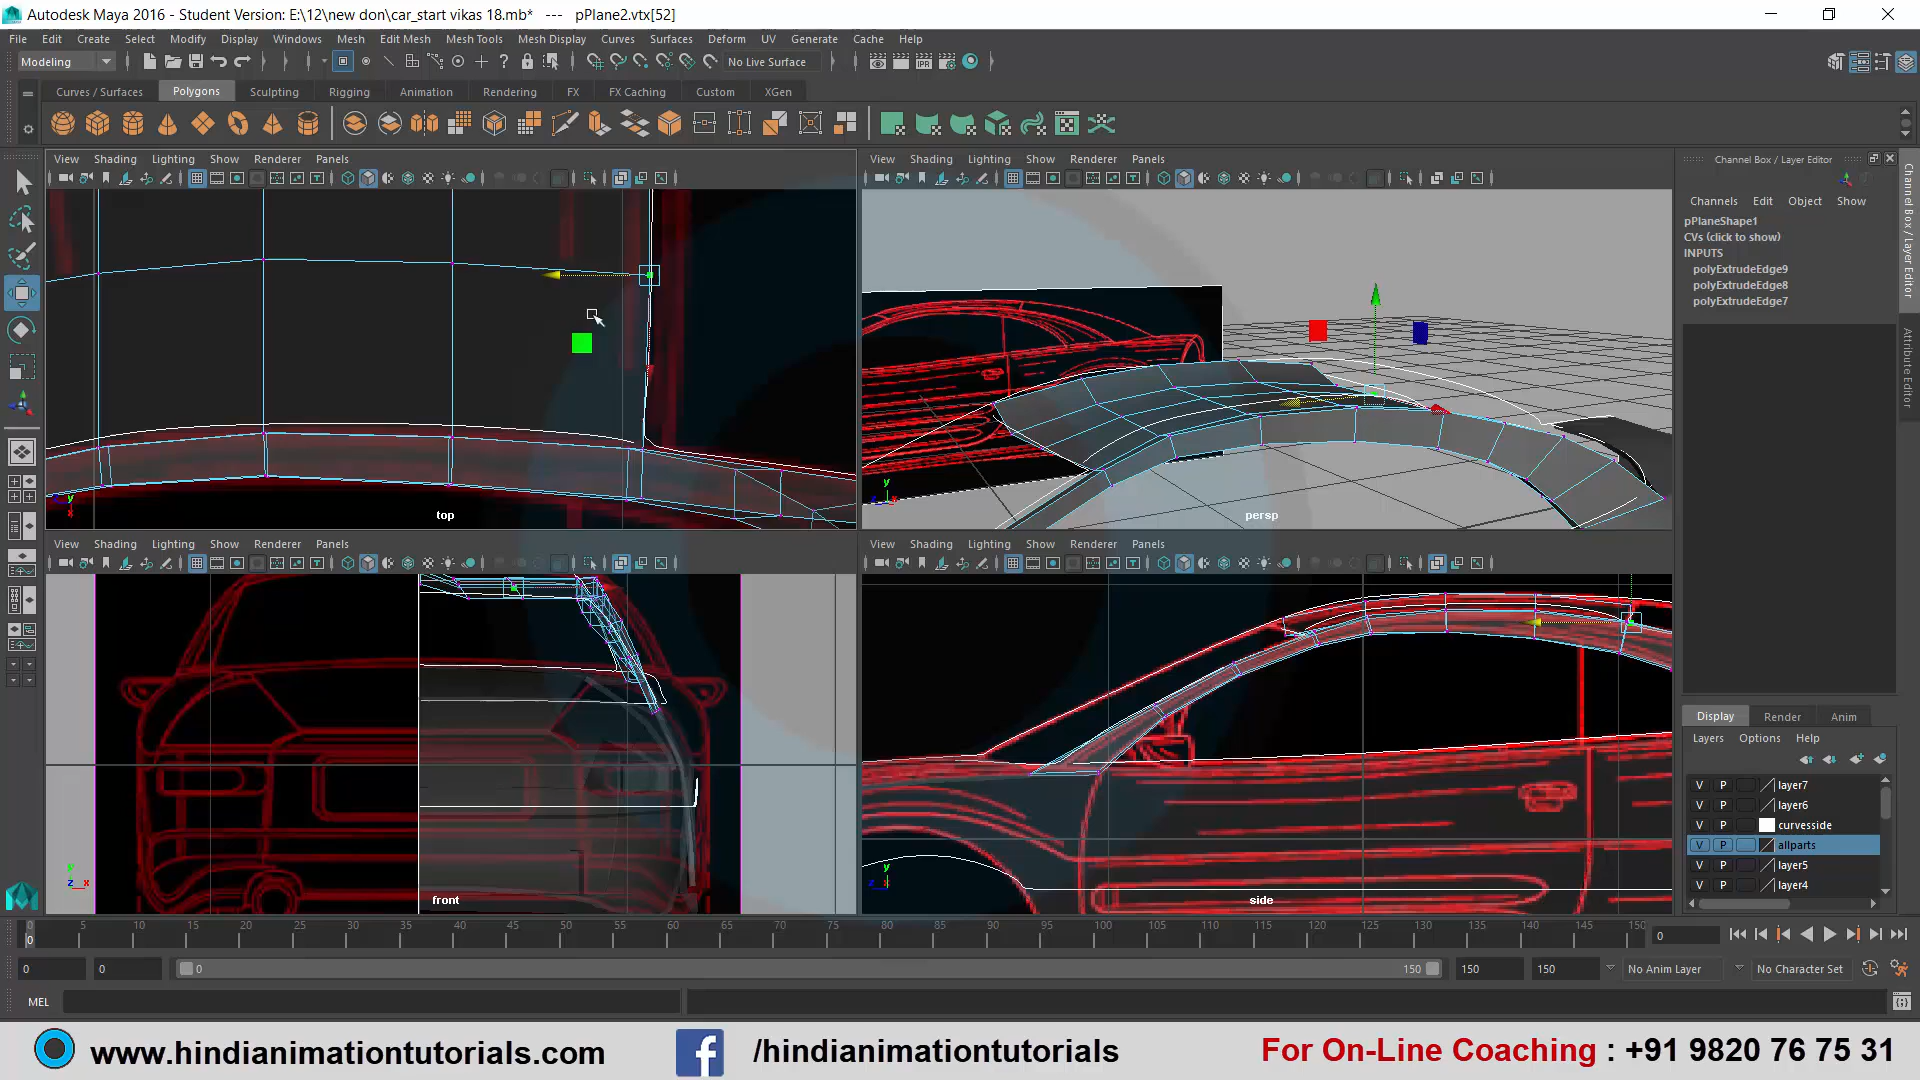 Autodesk Maya 2016 - Student Version: E:\12\new don\car_start vikas 18.mb* --- pPlane2.vtx[52]
File Edit Create Select Modify Display Windows Mesh Edit Mesh Mesh Tools Mesh Display Curves Surfaces Deform UV Generate Cache Help
Modeling No Live Surface
Curves / Surfaces Polygons Sculpting Rigging Animation Rendering FX FX Caching Custom XGen
View Shading Lighting Show Renderer Panels
View Shading Lighting Show Renderer Panels
Channel Box / Layer Editor
Channels Edit Object Show
pPlaneShape1
CVs (click to show)
INPUTS
polyExtrudeEdge9
polyExtrudeEdge8
polyExtrudeEdge7
Channel Box / Layer Editor
Attribute Editor
top
persp
View Shading Lighting Show Renderer Panels
View Shading Lighting Show Renderer Panels
front
side
Display Render Anim
Layers Options Help
V P layer7
V P layer6
V P curvesside
V P allparts
V P layer5
V P layer4
0 5 10 15 20 25 30 35 40 45 50 55 60 65 70 75 80 85 90 95 100 105 110 115 120 125 130 135 140 145 150
0
0
0 0 0 150 150 150 No Anim Layer No Character Set
MEL
www.hindianimationtutorials.com
/hindianimationtutorials
For On-Line Coaching : +91 9820 76 75 31